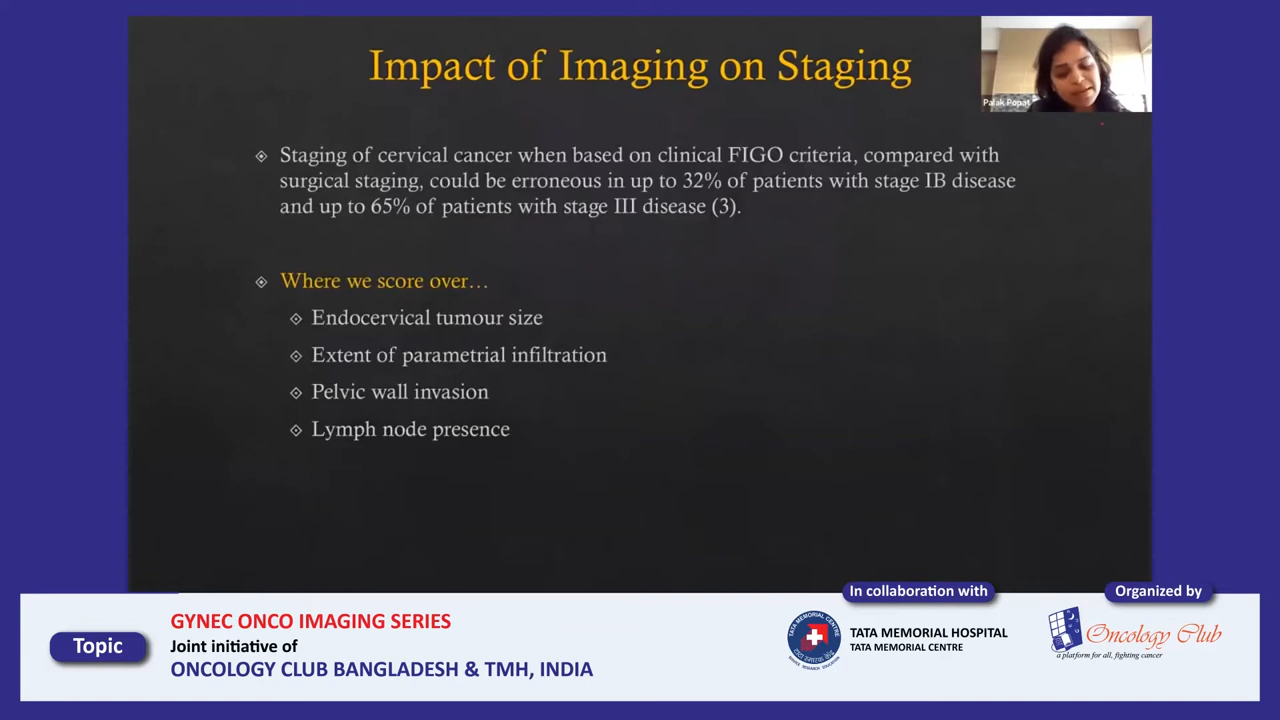 Impact of Imaging on Staging
Palak Popat
Staging of cervical cancer when based on clinical FIGO criteria, compared with
surgical staging, could be erroneous in up to 32% of patients with stage IB disease
and up to 65% of patients with stage III disease (3).
Where we score over…
Endocervical tumour size
Extent of parametrial infiltration
Pelvic wall invasion
Lymph node presence
In collaboration with
Organized by
Topic
GYNEC ONCO IMAGING SERIES
Joint initiative of
ONCOLOGY CLUB BANGLADESH & TMH, INDIA
TATA MEMORIAL CENTRE
TATA MEMORIAL HOSPITAL
TATA MEMORIAL CENTRE
Oncology Club
a platform for all, fighting cancer